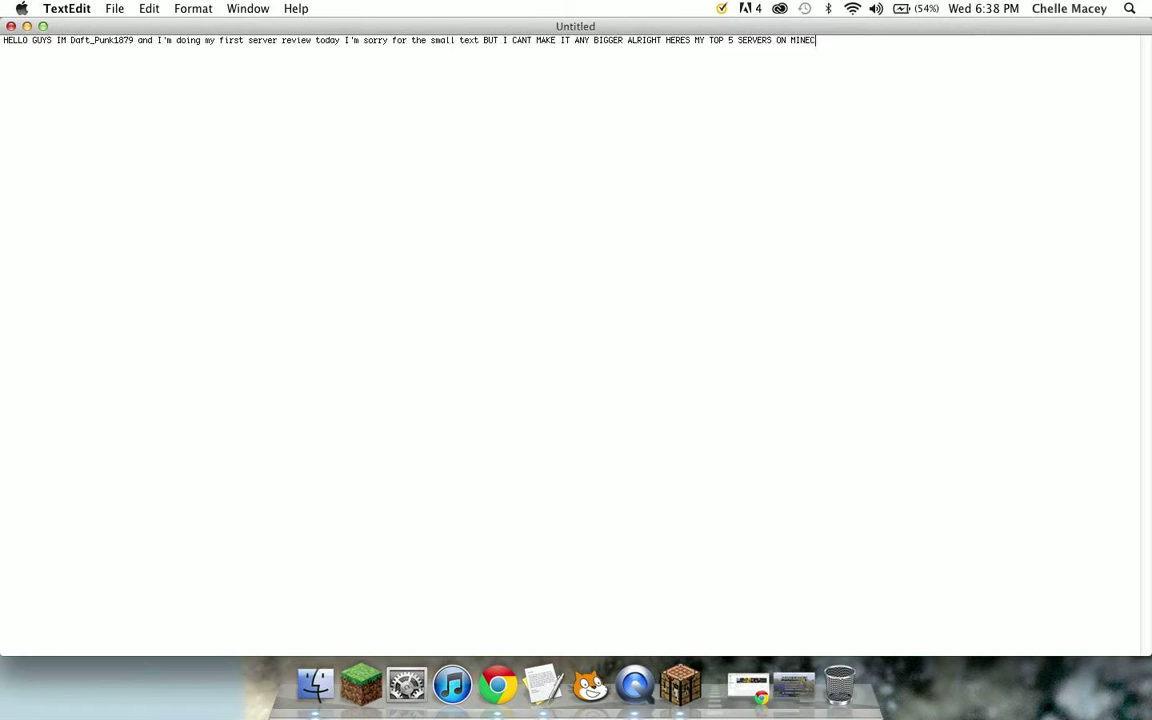 TextEdit File Edit Format Window Help 4 (54%) Wed 6:38 PM Chelle Macey
Untitled
HELLO GUYS IM Daft_Punk1879 and I'm doing my first server review today I'm sorry for the small text BUT I CANT MAKE IT ANY BIGGER ALRIGHT HERES MY TOP 5 SERVERS ON MINEC